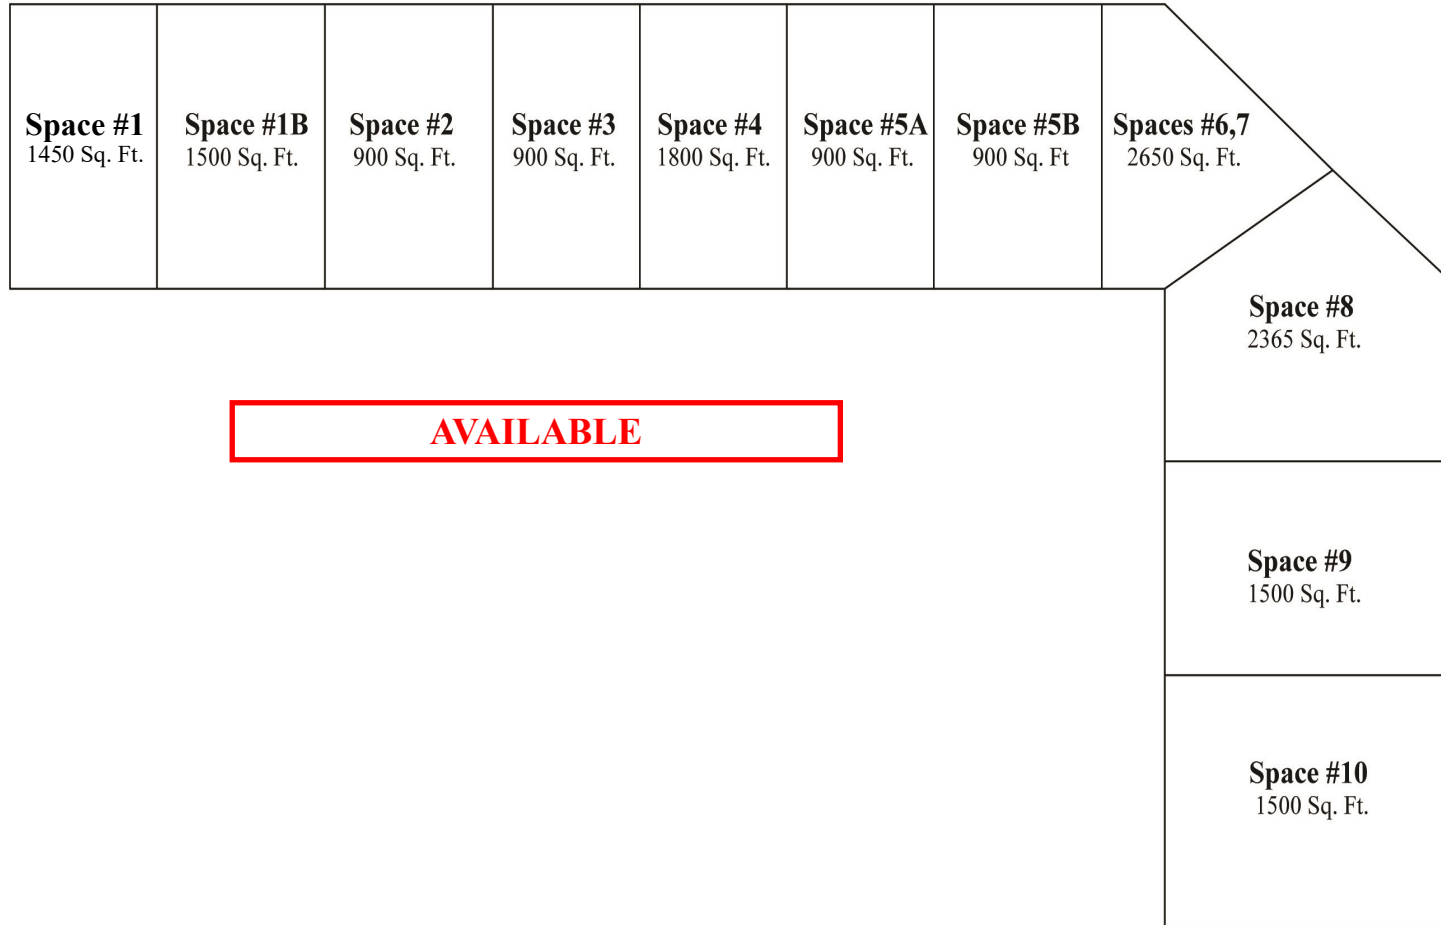 Space #1
1450 Sq. Ft.
Space #1B
1500 Sq. Ft.
Space #2
900 Sq. Ft.
Space #3
900 Sq. Ft.
Space #4
1800 Sq. Ft.
Space #5A
900 Sq. Ft.
Space #5B
900 Sq. Ft
Spaces #6,7
2650 Sq. Ft.
Space #8
2365 Sq. Ft.
AVAILABLE
Space #9
1500 Sq. Ft.
Space #10
1500 Sq. Ft.